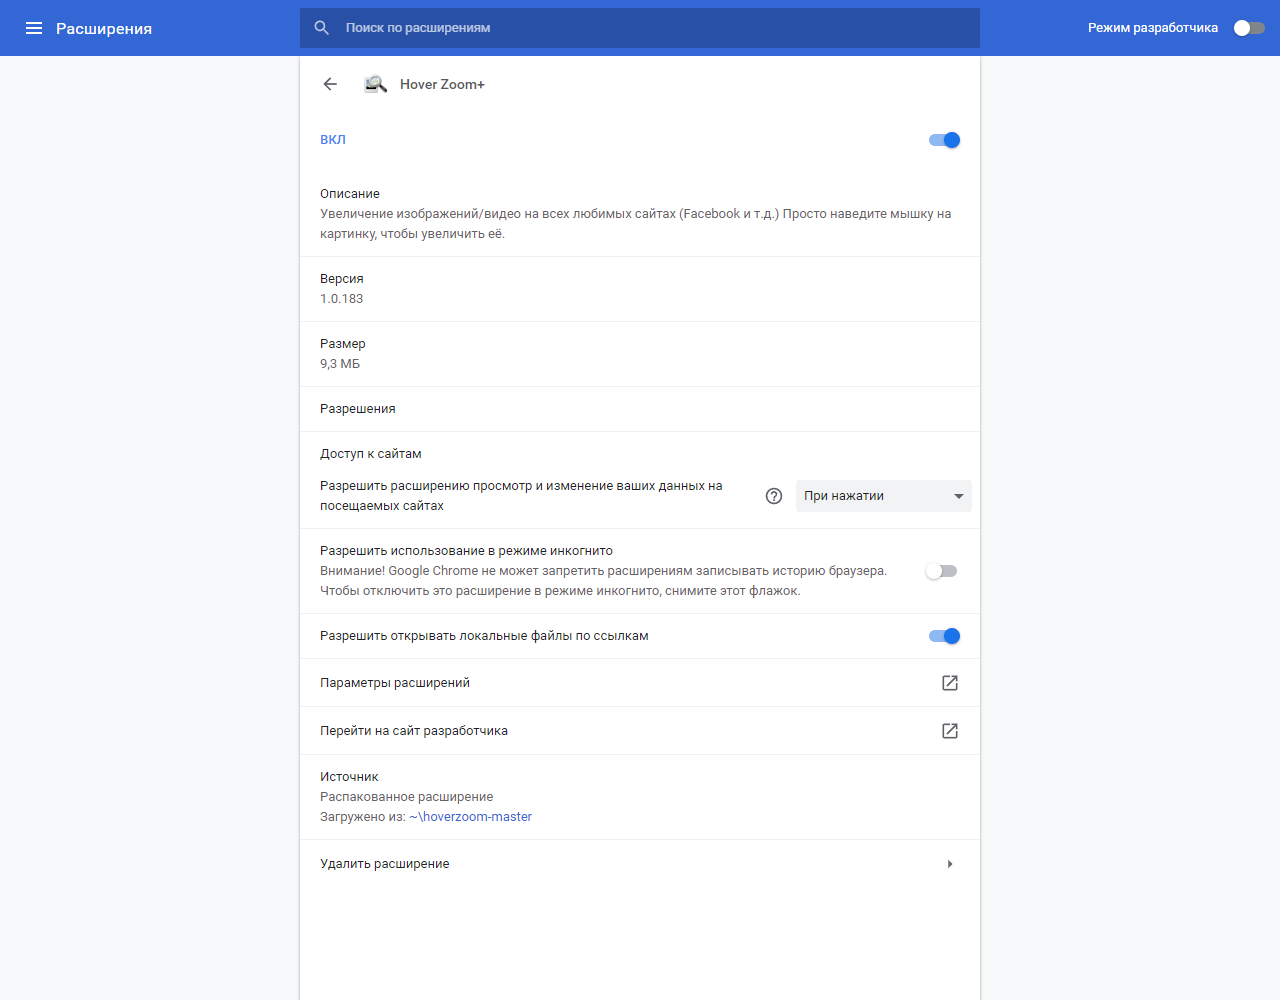 Расширения
Поиск по расширениям
Режим разработчика
Hover Zoom+
ВКЛ
Описание
Увеличение изображений/видео на всех любимых сайтах (Facebook и т.д.) Просто наведите мышку на
картинку, чтобы увеличить её.
Версия
1.0.183
Размер
9,3 МБ
Разрешения
Доступ к сайтам
Разрешить расширению просмотр и изменение ваших данных на
посещаемых сайтах
При нажатии
Разрешить использование в режиме инкогнито
Внимание! Google Chrome не может запретить расширениям записывать историю браузера.
Чтобы отключить это расширение в режиме инкогнито, снимите этот флажок.
Разрешить открывать локальные файлы по ссылкам
Параметры расширений
Перейти на сайт разработчика
Источник
Распакованное расширение
Загружено из: ~\hoverzoom-master
Удалить расширение